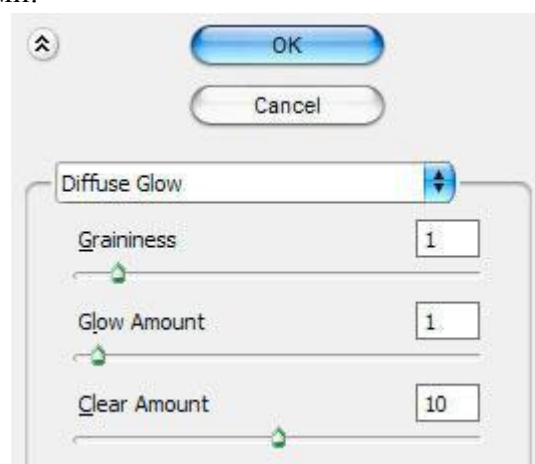 OK
Cancel
Diffuse Glow
Graininess 1
Glow Amount 1
Clear Amount 10